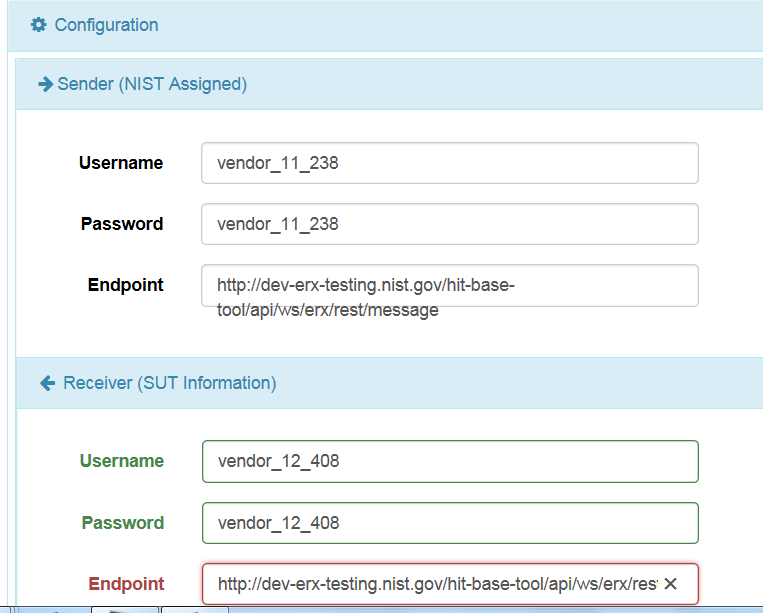 Configuration
Sender (NIST Assigned)
Username vendor_11_238
Password vendor_11_238
Endpoint http://dev-erx-testing.nist.gov/hit-base-
tool/api/ws/erx/rest/message
Receiver (SUT Information)
Username vendor_12_408
Password vendor_12_408
Endpoint http://dev-erx-testing.nist.gov/hit-base-tool/api/ws/erx/res